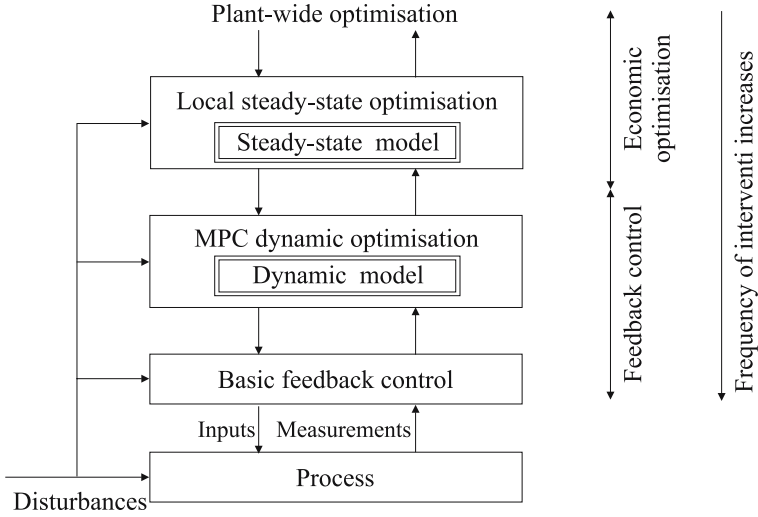 Plant-wide optimisation
Local steady-state optimisation
Steady-state model
MPC dynamic optimisation
Dynamic model
Basic feedback control
Inputs
Measurements
Process
Disturbances
Economic
optimisation
Feedback control
Frequency of interventi increases